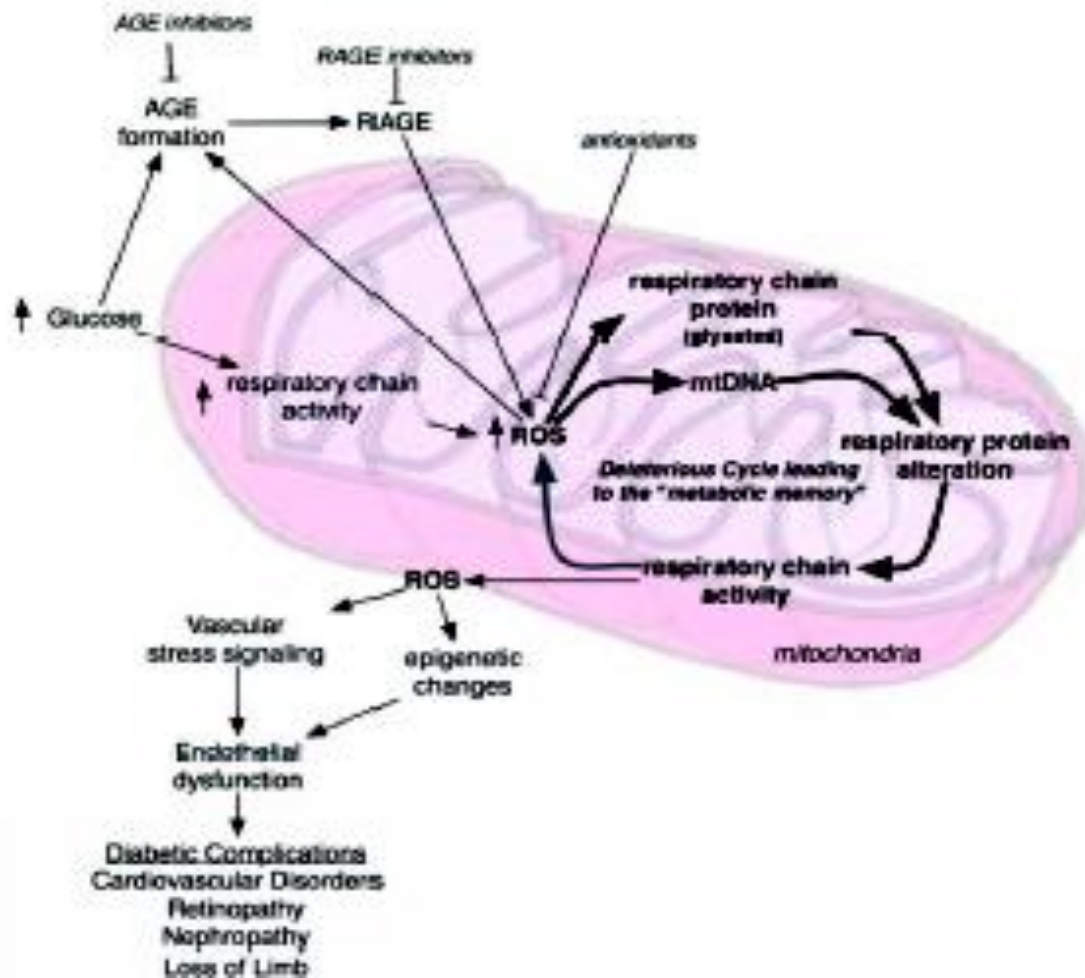 AGE inhibitors
RAGE inhibitors
AGE
formation
RAGE
antioxidants
respiratory chain
protein
(glycated)
Glucose
respiratory chain
activity
mtDNA
ROS
respiratory protein
alteration
Deleterious Cycle leading
to the "metabolic memory"
respiratory chain
activity
ROS
Vascular
stress signaling
epigenetic
changes
mitochondria
Endothelial
dysfunction
Diabetic Complications
Cardiovascular Disorders
Retinopathy
Nephropathy
Loss of Limb